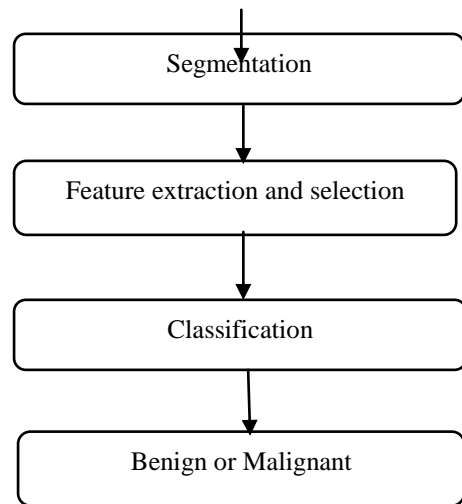 Segmentation
Feature extraction and selection
Classification
Benign or Malignant